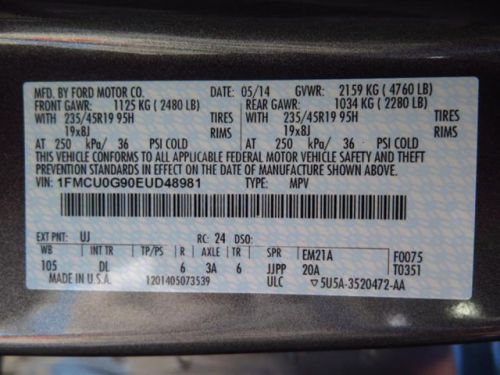 MFD. BY FORD MOTOR CO. DATE: 05/14 GVWR: 2159 KG ( 4760 LB)
FRONT GAWR: 1125 KG ( 2480 LB) REAR GAWR: 1034 KG ( 2280 LB)
WITH 235/45R19 95H TIRES WITH 235/45R19 95H TIRES
19x8J RIMS 19x8J RIMS
AT 250 kPa/ 36 PSI COLD AT 250 kPa/ 36 PSI COLD
THIS VEHICLE CONFORMS TO ALL APPLICABLE FEDERAL MOTOR VEHICLE SAFETY AND THEFT
PREVENTION STANDARDS IN EFFECT ON THE DATE OF MANUFACTURE SHOWN ABOVE.
VIN: 1FMCU0G90EUD48981 TYPE: MPV
EXT PNT: UJ RC: 24 DSO:
WB INT TR TP/PS R AXLE TR SPR EM21A F0075
105 DL 6 3A 6 JJPP 20A T0351
MADE IN U.S.A. 1201405073539 ULC ▽5U5A-3520472-AA